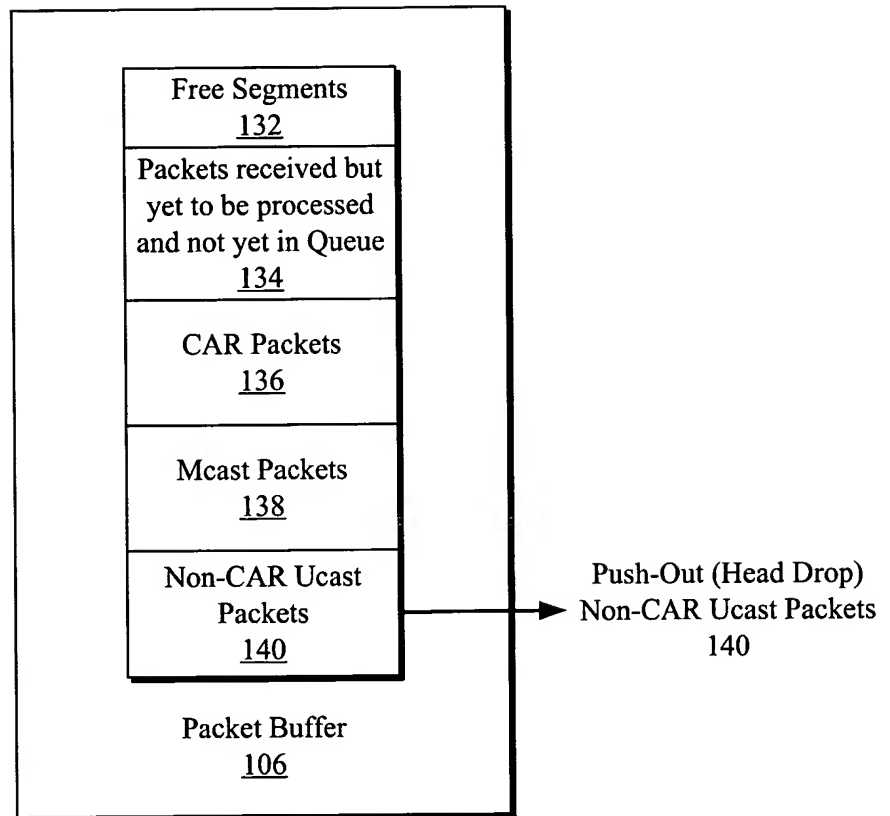 Free Segments
132
Packets received but
yet to be processed
and not yet in Queue
134
CAR Packets
136
Mcast Packets
138
Non-CAR Ucast
Packets
140
Push-Out (Head Drop)
Non-CAR Ucast Packets
140
Packet Buffer
106